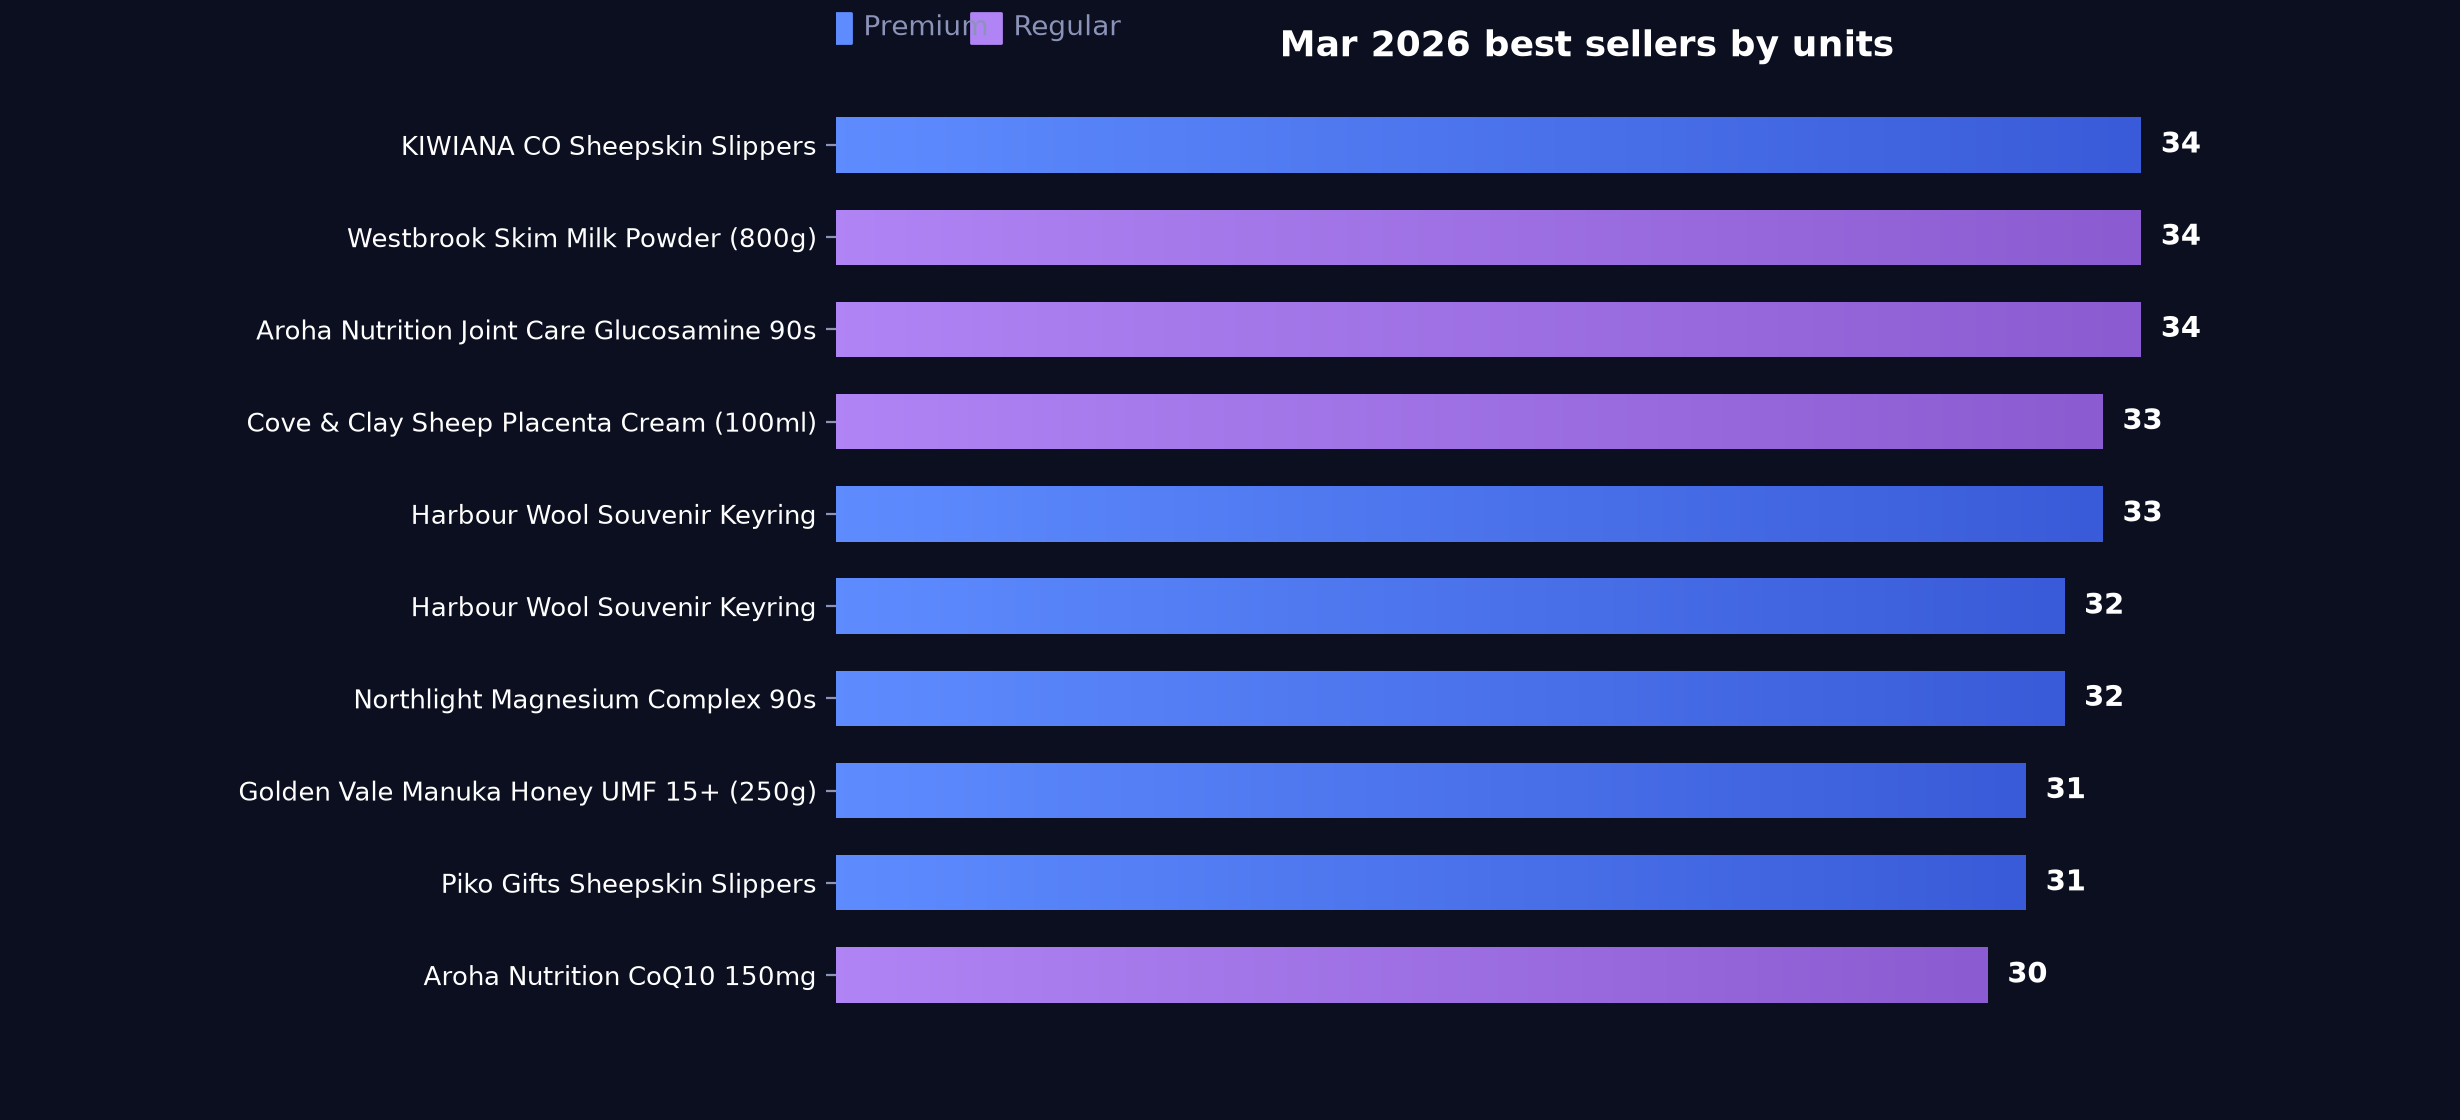 Premium Regular
Mar 2026 best sellers by units
KIWIANA CO Sheepskin Slippers 34
Westbrook Skim Milk Powder (800g) 34
Aroha Nutrition Joint Care Glucosamine 90s 34
Cove & Clay Sheep Placenta Cream (100ml) 33
Harbour Wool Souvenir Keyring 33
Harbour Wool Souvenir Keyring 32
Northlight Magnesium Complex 90s 32
Golden Vale Manuka Honey UMF 15+ (250g) 31
Piko Gifts Sheepskin Slippers 31
Aroha Nutrition CoQ10 150mg 30